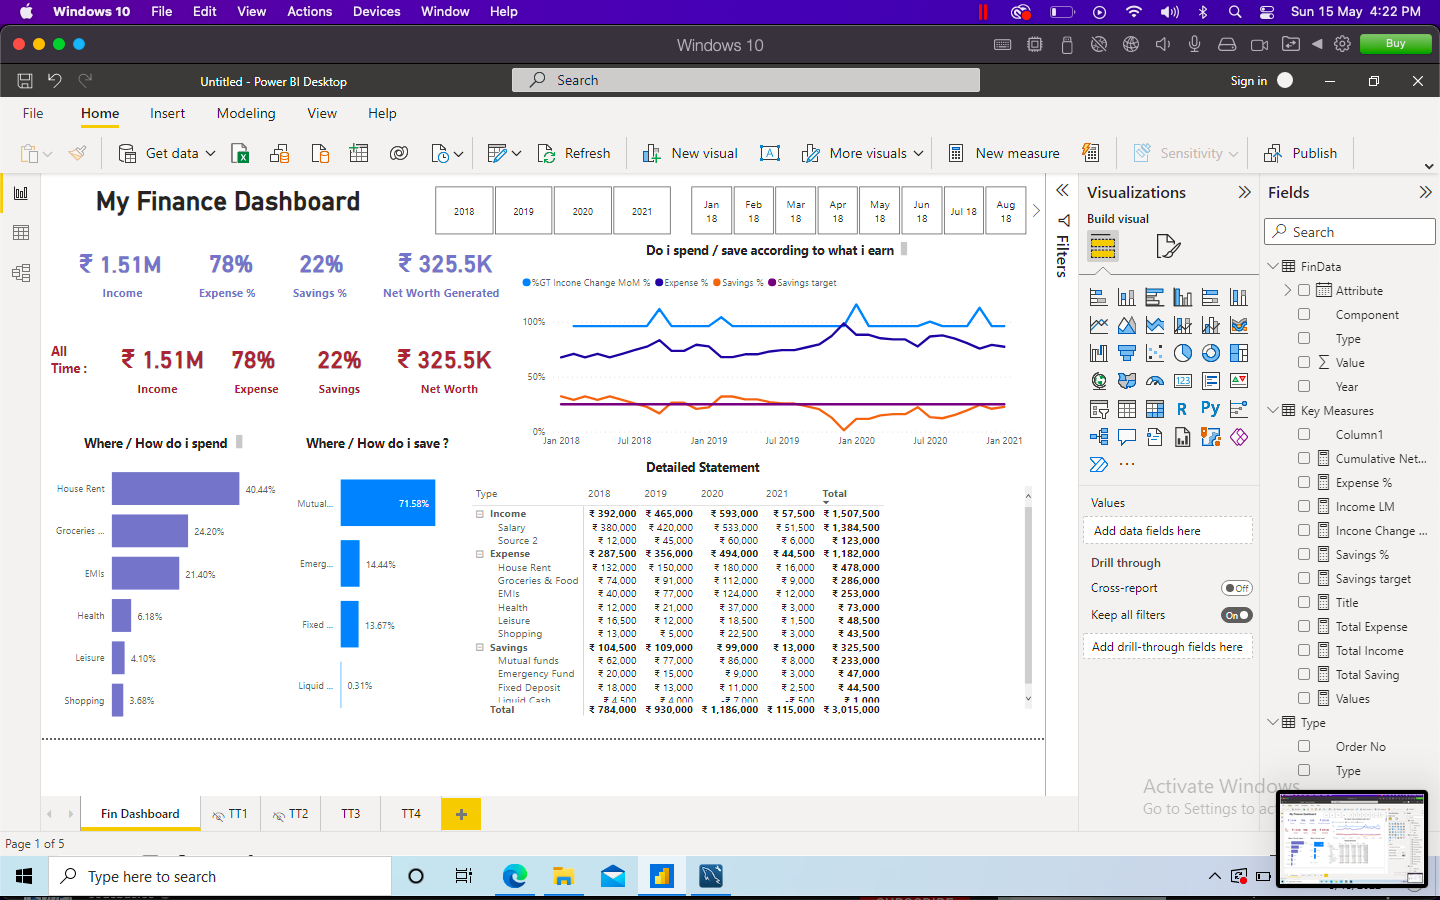 Windows 10 File Edit View Actions Devices Window Help Sun 15 May 4:22 PM
Windows 10 Buy
Untitled - Power BI Desktop Search Sign in
File Home Insert Modeling View Help
Get data Refresh New visual More visuals New measure Sensitivity Publish
My Finance Dashboard
2018 2019 2020 2021
Jan 18 Feb 18 Mar 18 Apr 18 May 18 Jun 18 Jul 18 Aug 18
₹ 1.51M 78% 22% ₹ 325.5K
Income Expense % Savings % Net Worth Generated
All Time : ₹ 1.51M 78% 22% ₹ 325.5K
Income Expense Savings Net Worth
Do i spend / save according to what i earn
%GT Incone Change MoM % Expense % Savings % Savings target
100%
50%
0%
Jan 2018 Jul 2018 Jan 2019 Jul 2019 Jan 2020 Jul 2020 Jan 2021
Where / How do i spend
House Rent 40.44%
Groceries ... 24.20%
EMIs 21.40%
Health 6.18%
Leisure 4.10%
Shopping 3.68%
Where / How do i save ?
Mutual... 71.58%
Emerg... 14.44%
Fixed ... 13.67%
Liquid ... 0.31%
Detailed Statement
Type 2018 2019 2020 2021 Total
Income ₹ 392,000 ₹ 465,000 ₹ 593,000 ₹ 57,500 ₹ 1,507,500
Salary ₹ 380,000 ₹ 420,000 ₹ 533,000 ₹ 51,500 ₹ 1,384,500
Source 2 ₹ 12,000 ₹ 45,000 ₹ 60,000 ₹ 6,000 ₹ 123,000
Expense ₹ 287,500 ₹ 356,000 ₹ 494,000 ₹ 44,500 ₹ 1,182,000
House Rent ₹ 132,000 ₹ 150,000 ₹ 180,000 ₹ 16,000 ₹ 478,000
Groceries & Food ₹ 74,000 ₹ 91,000 ₹ 112,000 ₹ 9,000 ₹ 286,000
EMIs ₹ 40,000 ₹ 77,000 ₹ 124,000 ₹ 12,000 ₹ 253,000
Health ₹ 12,000 ₹ 21,000 ₹ 37,000 ₹ 3,000 ₹ 73,000
Leisure ₹ 16,500 ₹ 12,000 ₹ 18,500 ₹ 1,500 ₹ 48,500
Shopping ₹ 13,000 ₹ 5,000 ₹ 22,500 ₹ 3,000 ₹ 43,500
Savings ₹ 104,500 ₹ 109,000 ₹ 99,000 ₹ 13,000 ₹ 325,500
Mutual funds ₹ 62,000 ₹ 77,000 ₹ 86,000 ₹ 8,000 ₹ 233,000
Emergency Fund ₹ 20,000 ₹ 15,000 ₹ 9,000 ₹ 3,000 ₹ 47,000
Fixed Deposit ₹ 18,000 ₹ 13,000 ₹ 11,000 ₹ 2,500 ₹ 44,500
Liquid Cash ₹ 4,500 ₹ 4,000 -₹ 7,000 -₹ 500 ₹ 1,000
Total ₹ 784,000 ₹ 930,000 ₹ 1,186,000 ₹ 115,000 ₹ 3,015,000
Filters
Visualizations
Build visual
123
R Py
Values
Add data fields here
Drill through
Cross-report Off
Keep all filters On
Add drill-through fields here
Fields
Search
FinData
Attribute
Component
Type
Value
Year
Key Measures
Column1
Cumulative Net...
Expense %
Income LM
Incone Change ...
Savings %
Savings target
Title
Total Expense
Total Income
Total Saving
Values
Type
Order No
Type
Activate Windows
Go to Settings to ac
Fin Dashboard TT1 TT2 TT3 TT4
Page 1 of 5
Type here to search